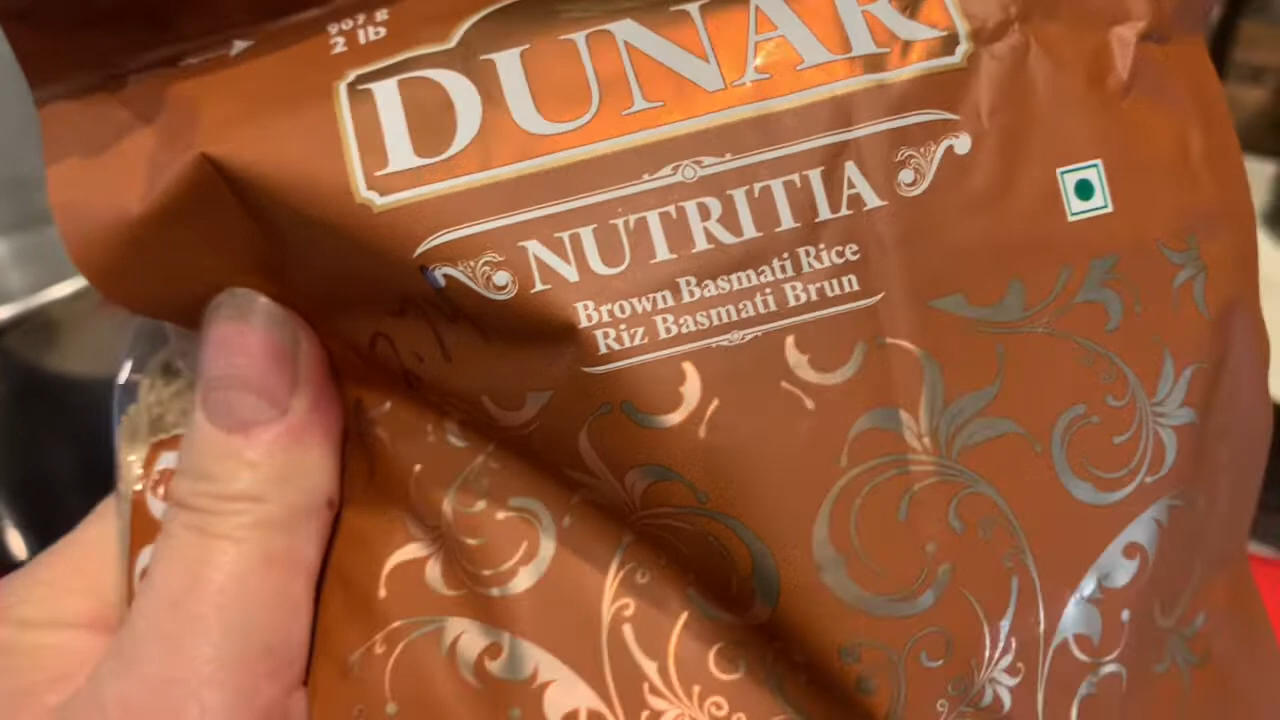 907 g
2 lb
DUNAR
NUTRITIA
Brown Basmati Rice
Riz Basmati Brun